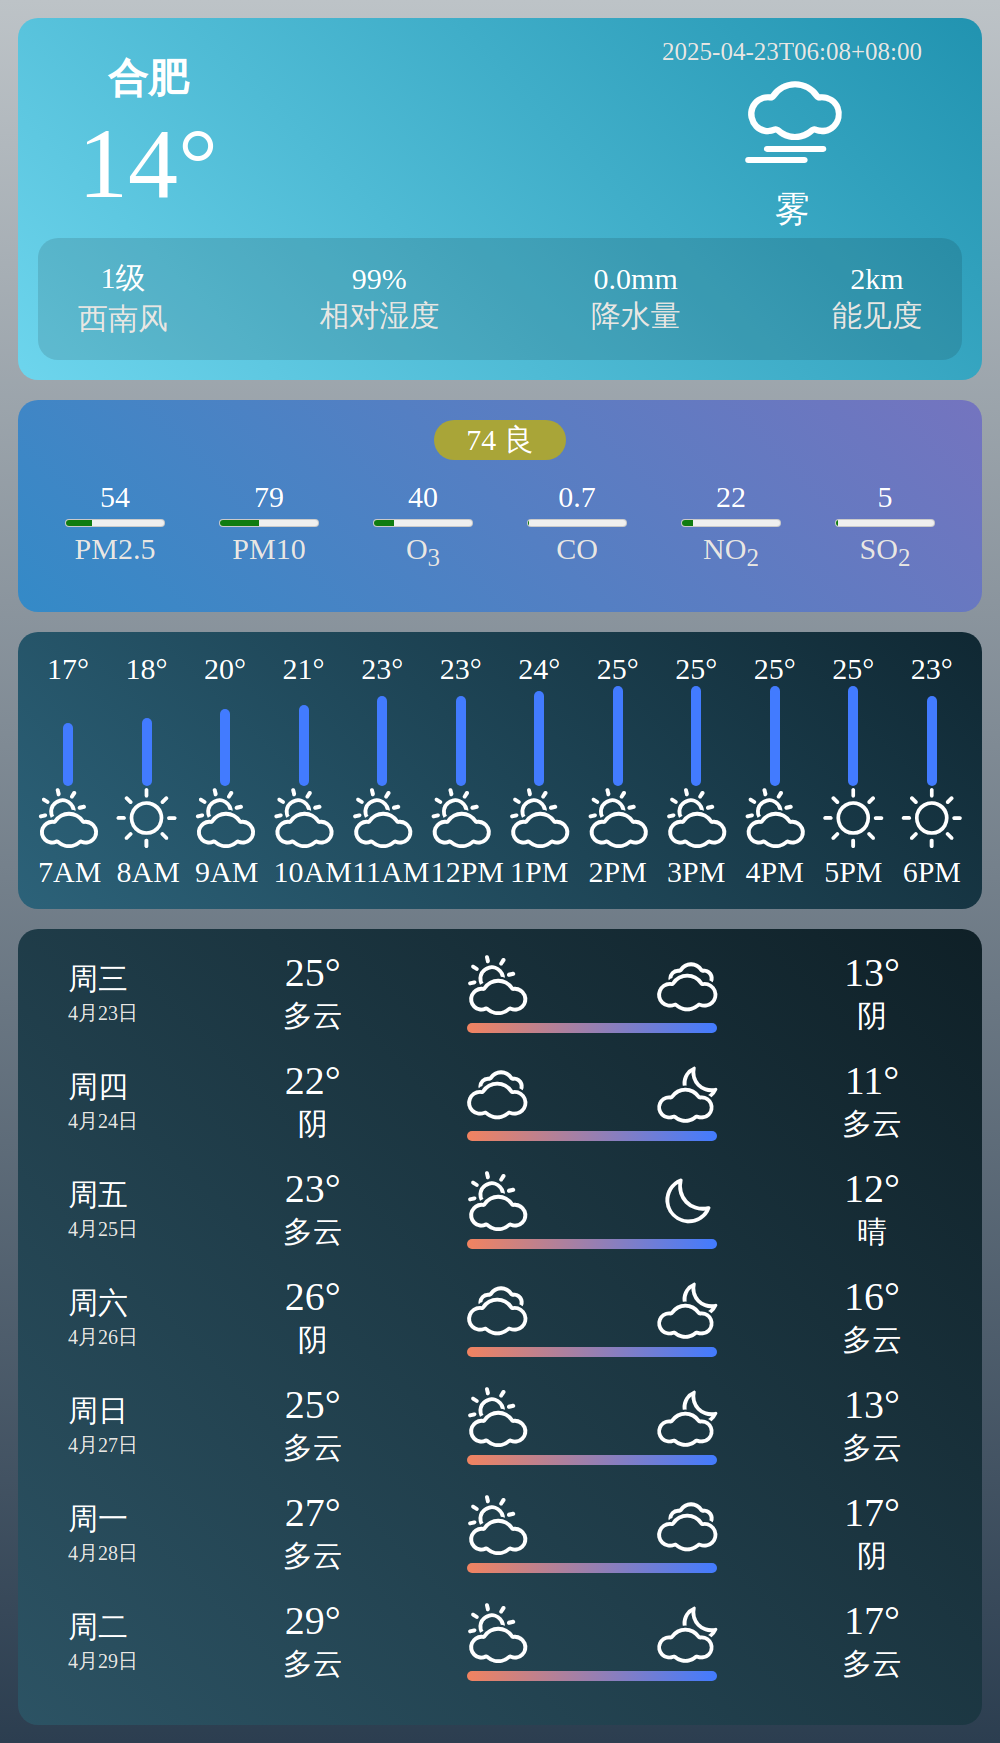 合肥
14°
2025-04-23T06:08+08:00
雾
1级 99% 0.0mm 2km
西南风 相对湿度 降水量 能见度
74 良
54 79 40 0.7 22 5
PM2.5 PM10 O3 CO NO2 SO2
17° 18° 20° 21° 23° 23° 24° 25° 25° 25° 25° 23°
7AM 8AM 9AM 10AM 11AM 12PM 1PM 2PM 3PM 4PM 5PM 6PM
周三 25° 13°
4月23日 多云 阴
周四 22° 11°
4月24日 阴 多云
周五 23° 12°
4月25日 多云 晴
周六 26° 16°
4月26日 阴 多云
周日 25° 13°
4月27日 多云 多云
周一 27° 17°
4月28日 多云 阴
周二 29° 17°
4月29日 多云 多云